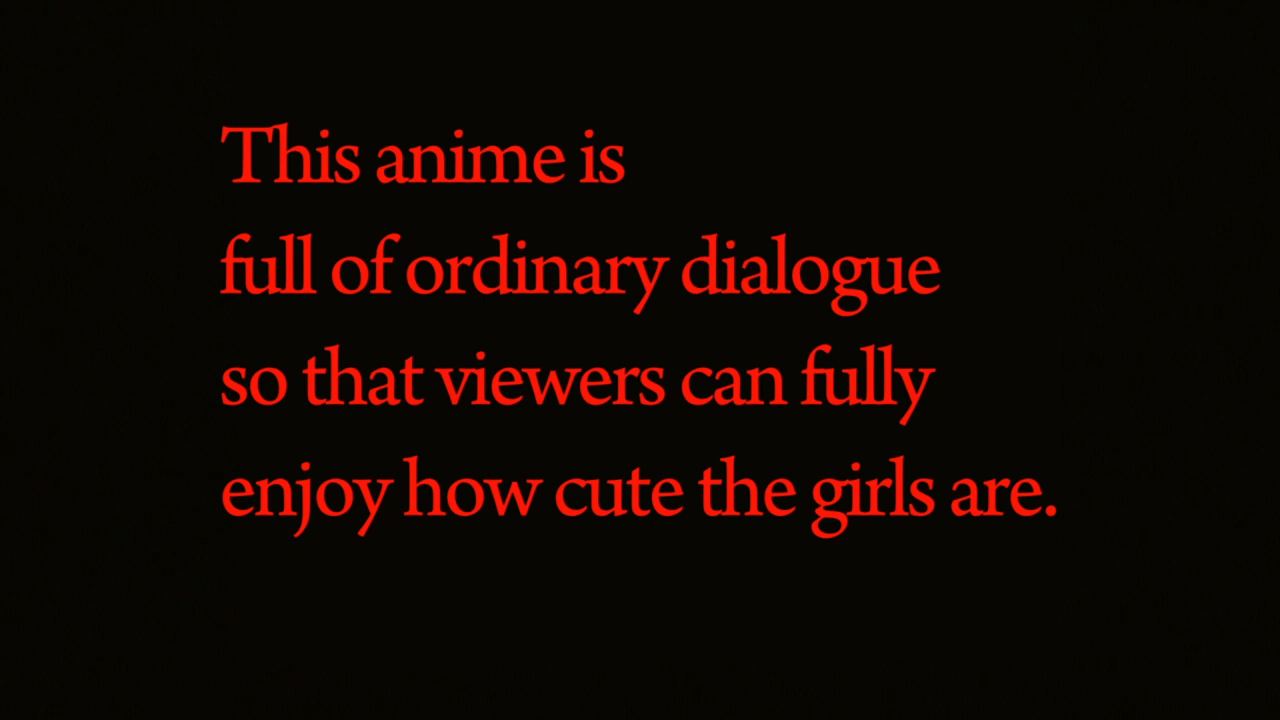 This anime is
full of ordinary dialogue
so that viewers can fully
enjoy how cute the girls are.